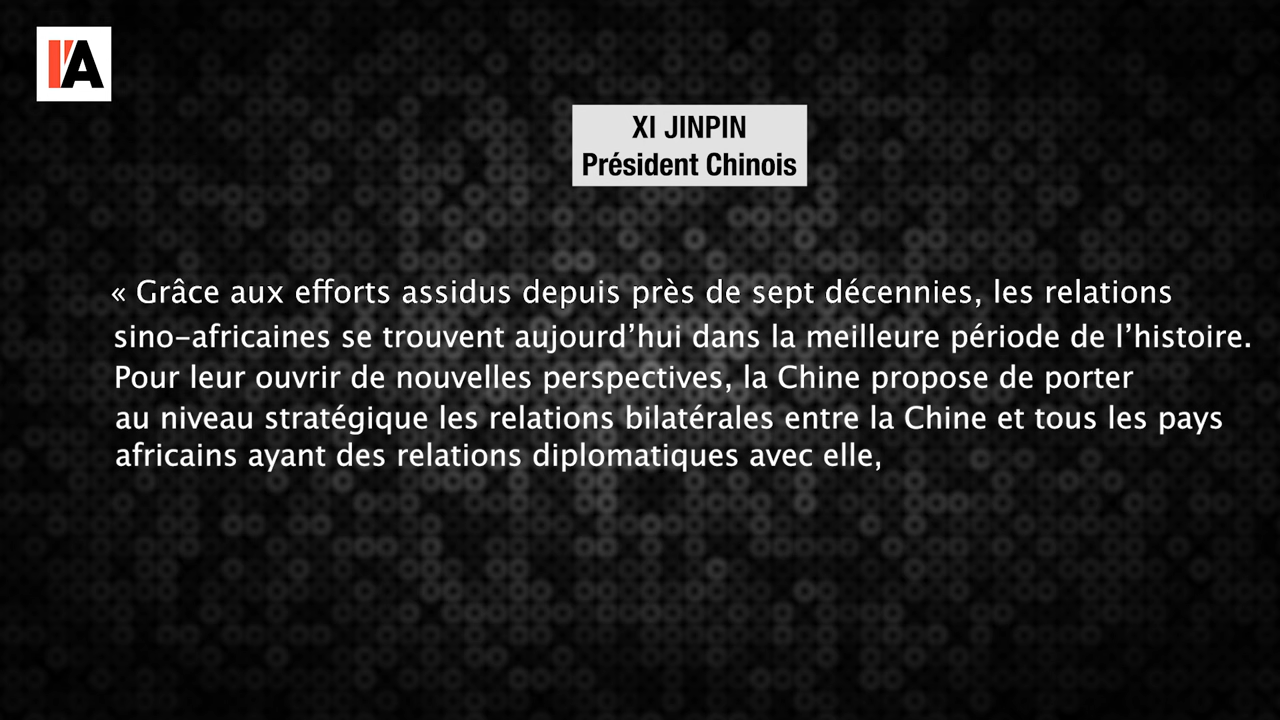 I'A
XI JINPIN
Président Chinois
« Grâce aux efforts assidus depuis près de sept décennies, les relations
sino-africaines se trouvent aujourd’hui dans la meilleure période de l’histoire.
Pour leur ouvrir de nouvelles perspectives, la Chine propose de porter
au niveau stratégique les relations bilatérales entre la Chine et tous les pays
africains ayant des relations diplomatiques avec elle,